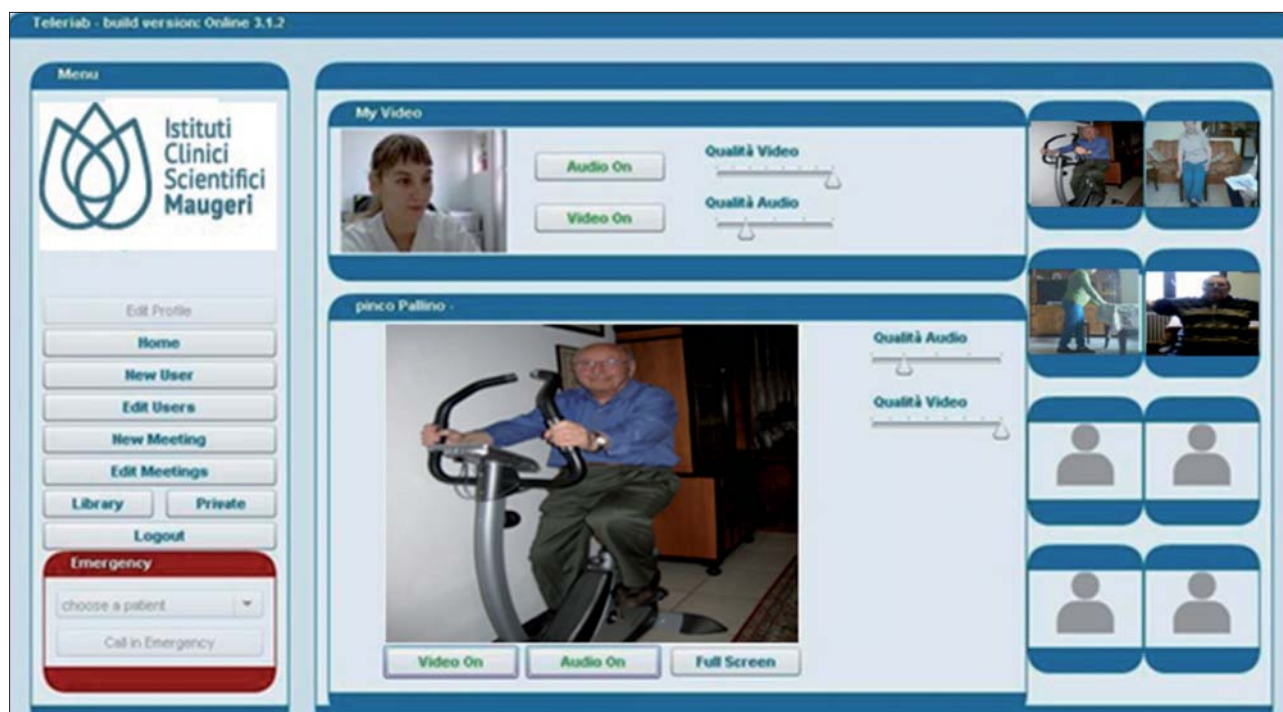 Teleriab - build version: Online 3.1.2
Menu
Istituti
Clinici
Scientifici
Maugeri
Edit Profile
Home
New User
Edit Users
New Meeting
Edit Meetings
Library
Private
Logout
Emergency
choose a patient
Call in Emergency
My Video
Audio On
Video On
Qualità Video
Qualità Audio
pinco Pallino -
Qualità Audio
Qualità Video
Video On
Audio On
Full Screen